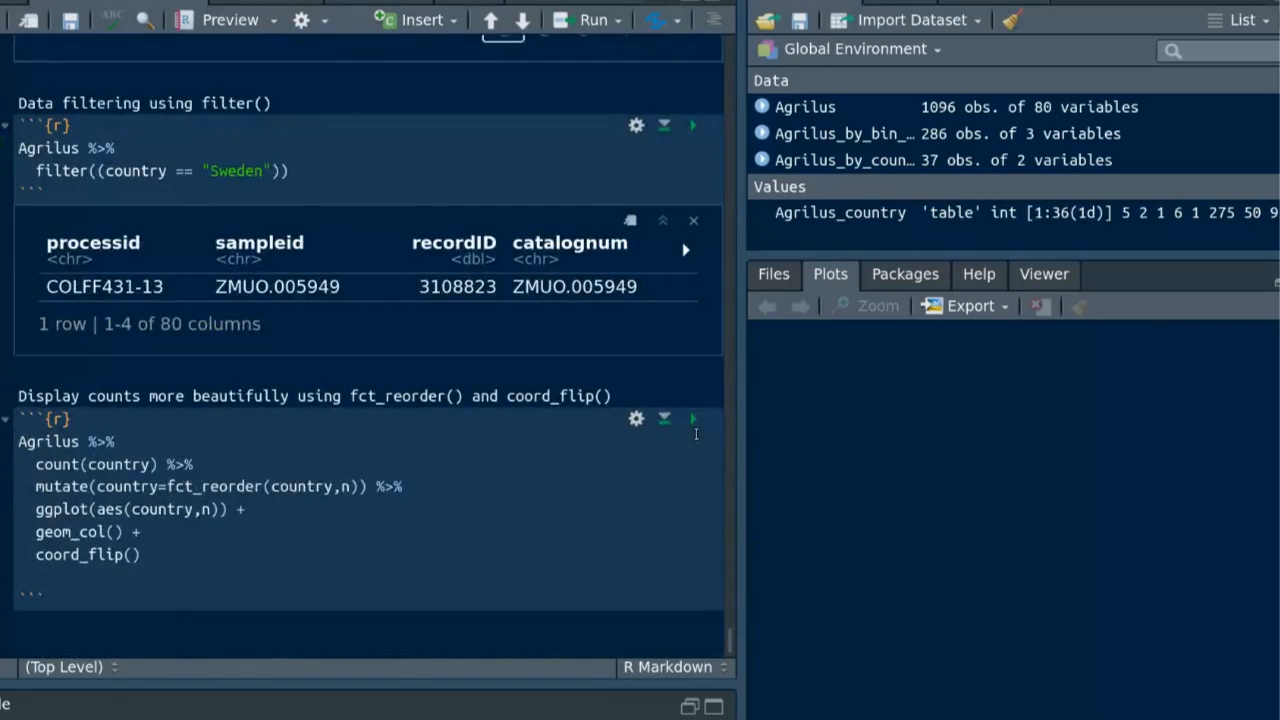 ABC Preview Insert Run
Data filtering using filter()
```{r}
Agrilus %>%
filter((country == "Sweden"))
```
processid sampleid recordID catalognum
<chr> <chr> <dbl> <chr>
COLFF431-13 ZMUO.005949 3108823 ZMUO.005949
1 row | 1-4 of 80 columns
Display counts more beautifully using fct_reorder() and coord_flip()
```{r}
Agrilus %>%
count(country) %>%
mutate(country=fct_reorder(country,n)) %>%
ggplot(aes(country,n)) +
geom_col() +
coord_flip()
```
(Top Level) R Markdown
le
Import Dataset List
Global Environment
Data
Agrilus 1096 obs. of 80 variables
Agrilus_by_bin_… 286 obs. of 3 variables
Agrilus_by_coun… 37 obs. of 2 variables
Values
Agrilus_country 'table' int [1:36(1d)] 5 2 1 6 1 275 50 9
Files Plots Packages Help Viewer
Zoom Export